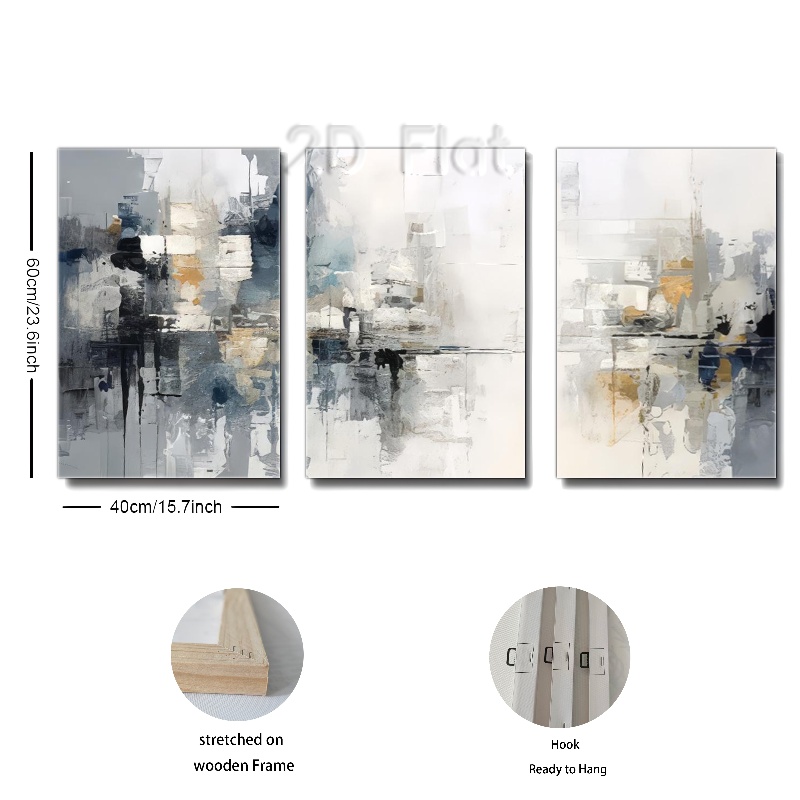 2D Flat
60cm/23.6inch
40cm/15.7inch
stretched on
wooden Frame
Hook
Ready to Hang